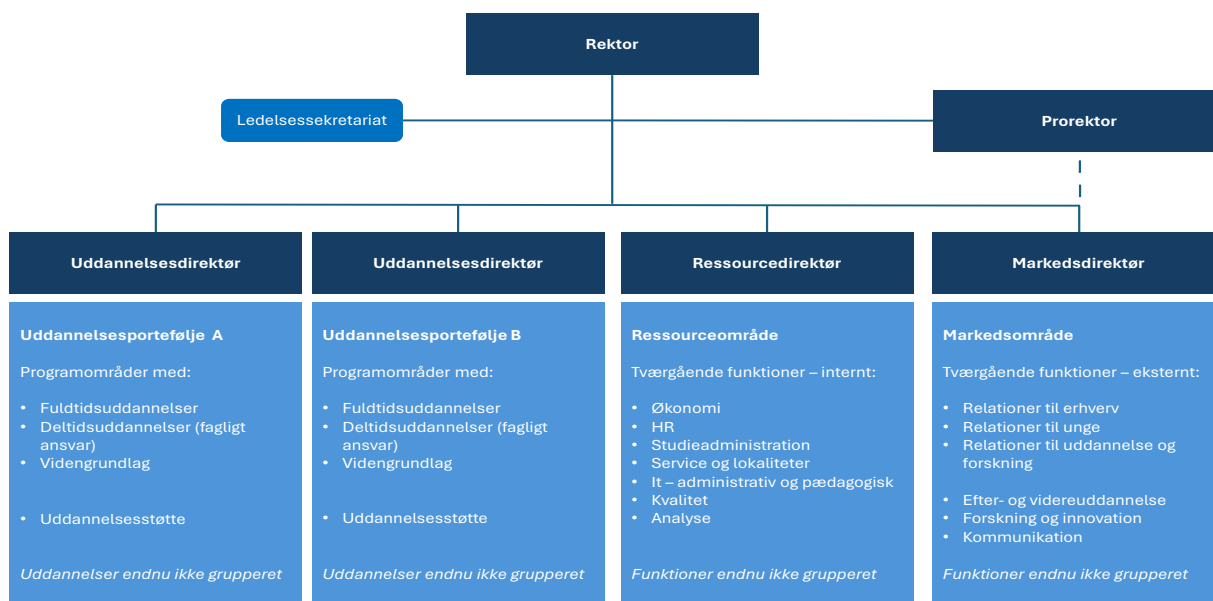 Rektor
Ledelsessekretariat
Prorektor
Uddannelsesdirektør
Uddannelsesdirektør
Ressourcedirektør
Markedsdirektør
Uddannelsesportefølje A
Programområder med:
• Fuldtidsuddannelser
• Deltidsuddannelser (fagligt
ansvar)
• Videngrundlag
• Uddannelsesstøtte
Uddannelser endnu ikke grupperet
Uddannelsesportefølje B
Programområder med:
• Fuldtidsuddannelser
• Deltidsuddannelser (fagligt
ansvar)
• Videngrundlag
• Uddannelsesstøtte
Uddannelser endnu ikke grupperet
Ressourceområde
Tværgående funktioner – internt:
• Økonomi
• HR
• Studieadministration
• Service og lokaliteter
• It – administrativ og pædagogisk
• Kvalitet
• Analyse
Funktioner endnu ikke grupperet
Markedsområde
Tværgående funktioner – eksternt:
• Relationer til erhverv
• Relationer til unge
• Relationer til uddannelse og
forskning
• Efter- og videreuddannelse
• Forskning og innovation
• Kommunikation
Funktioner endnu ikke grupperet